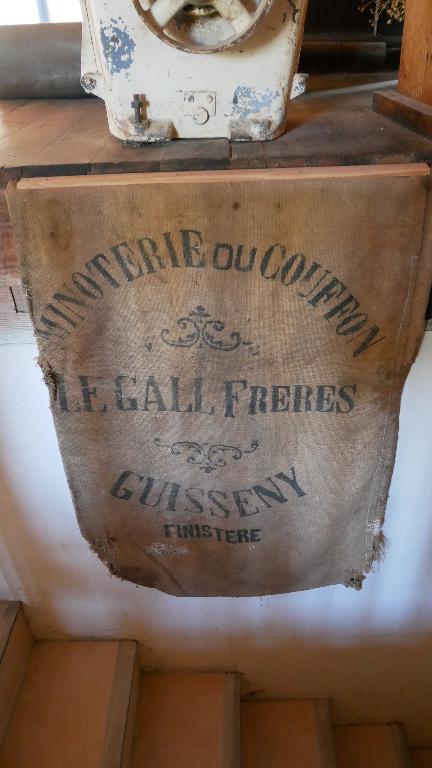 MINOTERIE DU COUFFON
LE GALL FRERES
GUISSENY
FINISTERE